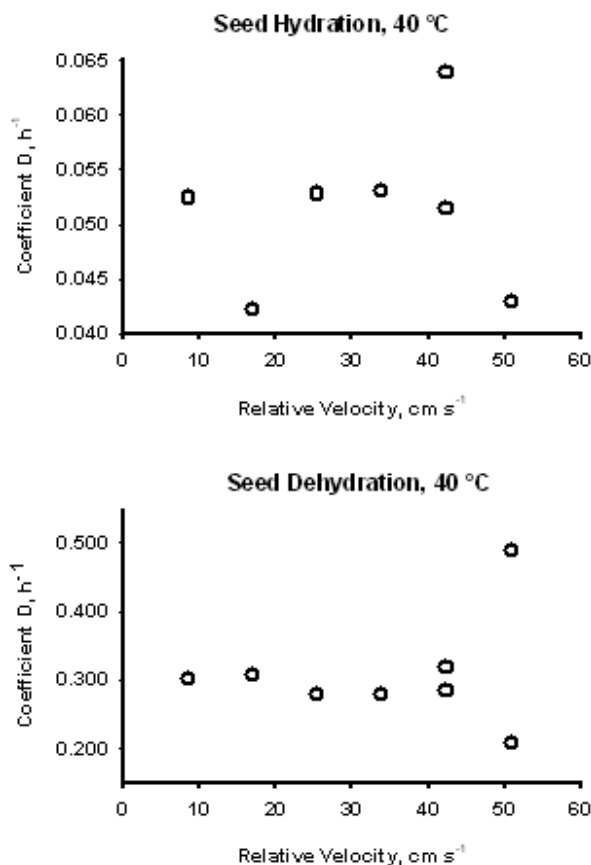 Seed Hydration, 40 °C
0.065
0.060
0.055
0.050
0.045
0.040
Coefficient D, h⁻¹
0 10 20 30 40 50 60
Relative Velocity, cm s⁻¹
Seed Dehydration, 40 °C
0.500
0.400
0.300
0.200
Coefficient D, h⁻¹
0 10 20 30 40 50 60
Relative Velocity, cm s⁻¹